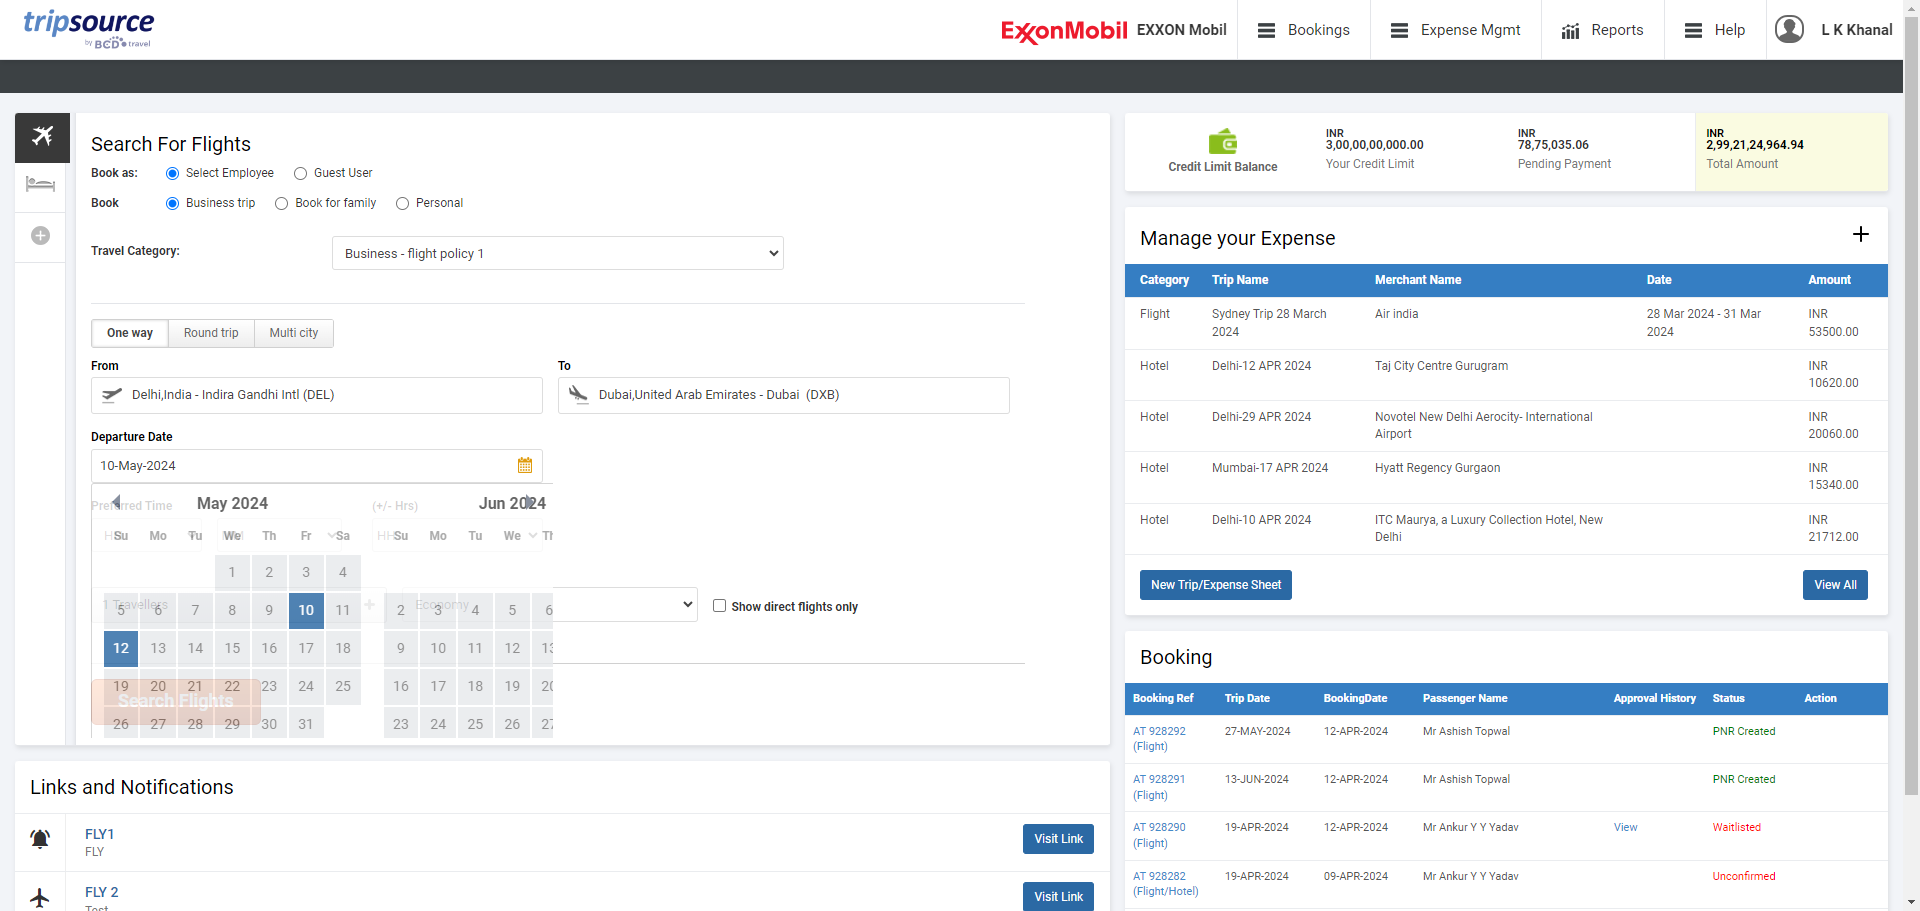 tripsource
by BCD travel
ExxonMobil EXXON Mobil
Bookings
Expense Mgmt
Reports
Help
L K Khanal
Search For Flights
Book as: Select Employee Guest User
Book Business trip Book for family Personal
Travel Category: Business - flight policy 1
One way Round trip Multi city
From To
Delhi,India - Indira Gandhi Intl (DEL) Dubai,United Arab Emirates - Dubai (DXB)
Departure Date
10-May-2024
Preferred Time (+/- Hrs)
May 2024 Jun 2024
Su Mo Tu We Th Fr Sa Su Mo Tu We Th
1 2 3 4
1 Travellers Economy
5 6 7 8 9 10 11 2 3 4 5 6
Show direct flights only
12 13 14 15 16 17 18 9 10 11 12 13
19 20 21 22 23 24 25 16 17 18 19 20
Search Flights
26 27 28 29 30 31 23 24 25 26 27
Links and Notifications
FLY1
FLY
Visit Link
FLY 2
Test
Visit Link
Credit Limit Balance
INR
3,00,00,00,000.00
Your Credit Limit
INR
78,75,035.06
Pending Payment
INR
2,99,21,24,964.94
Total Amount
Manage your Expense
Category Trip Name Merchant Name Date Amount
Flight Sydney Trip 28 March Air india 28 Mar 2024 - 31 Mar INR
2024 2024 53500.00
Hotel Delhi-12 APR 2024 Taj City Centre Gurugram INR
10620.00
Hotel Delhi-29 APR 2024 Novotel New Delhi Aerocity- International INR
Airport 20060.00
Hotel Mumbai-17 APR 2024 Hyatt Regency Gurgaon INR
15340.00
Hotel Delhi-10 APR 2024 ITC Maurya, a Luxury Collection Hotel, New INR
Delhi 21712.00
New Trip/Expense Sheet View All
Booking
Booking Ref Trip Date BookingDate Passenger Name Approval History Status Action
AT 928292 27-MAY-2024 12-APR-2024 Mr Ashish Topwal PNR Created
(Flight)
AT 928291 13-JUN-2024 12-APR-2024 Mr Ashish Topwal PNR Created
(Flight)
AT 928290 19-APR-2024 12-APR-2024 Mr Ankur Y Y Yadav View Waitlisted
(Flight)
AT 928282 19-APR-2024 09-APR-2024 Mr Ankur Y Y Yadav Unconfirmed
(Flight/Hotel)